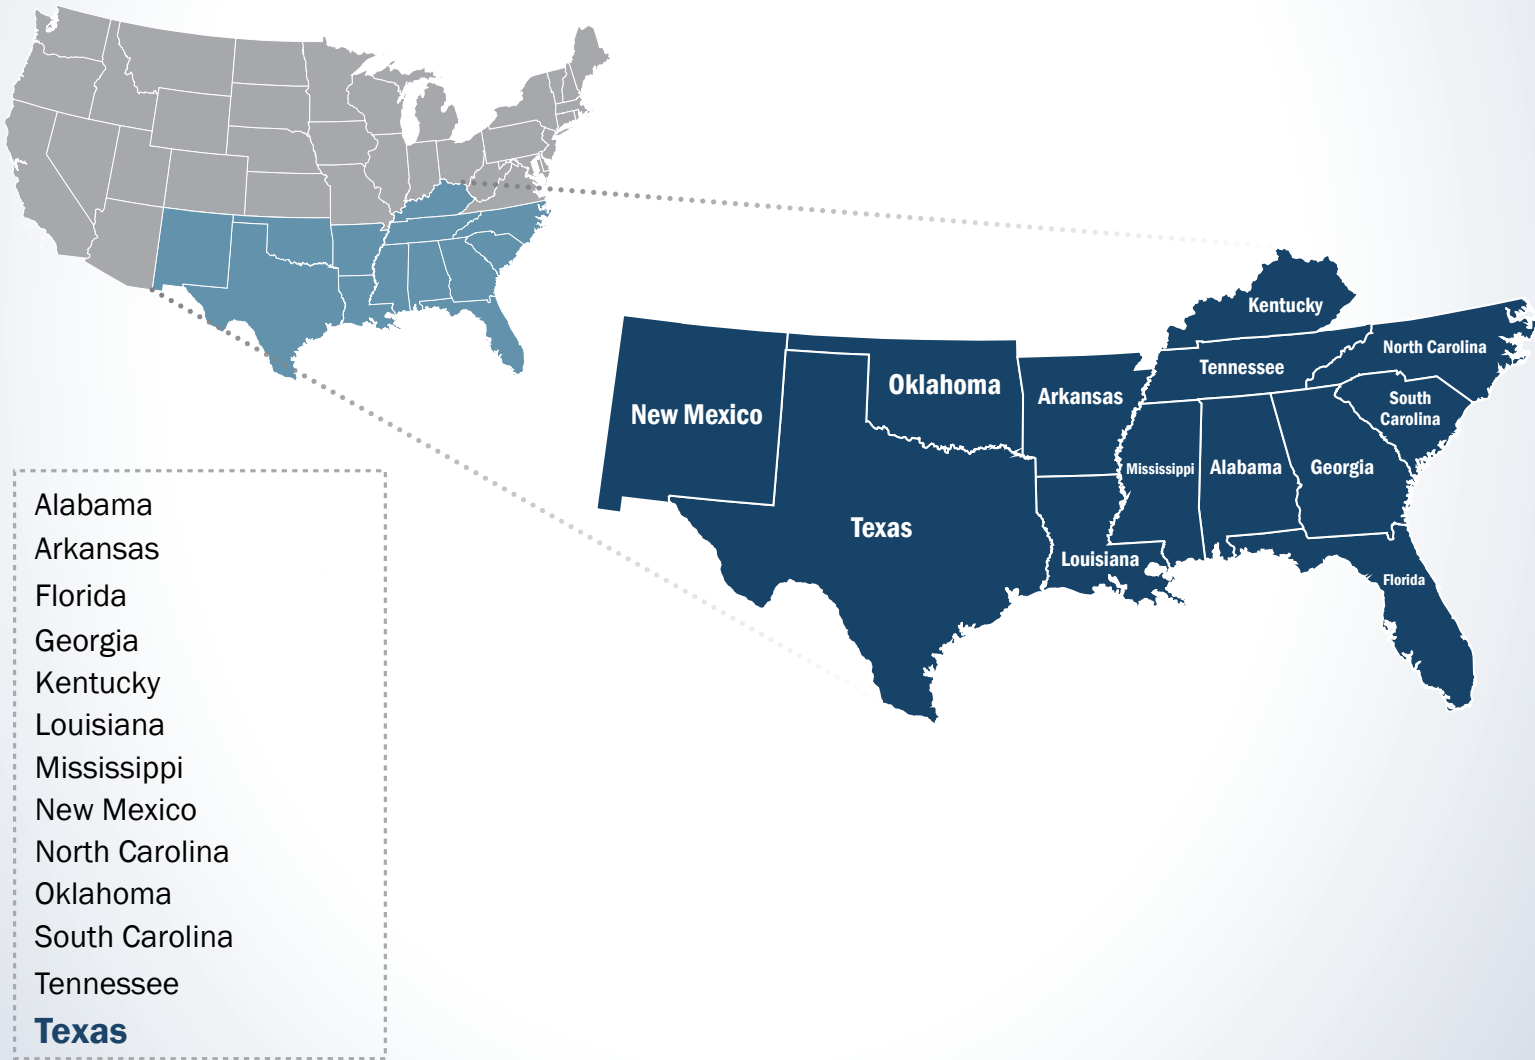 Kentucky
North Carolina
Tennessee
Oklahoma
Arkansas
South
Carolina
New Mexico
Mississippi
Alabama
Georgia
Texas
Louisiana
Florida
Alabama
Arkansas
Florida
Georgia
Kentucky
Louisiana
Mississippi
New Mexico
North Carolina
Oklahoma
South Carolina
Tennessee
Texas